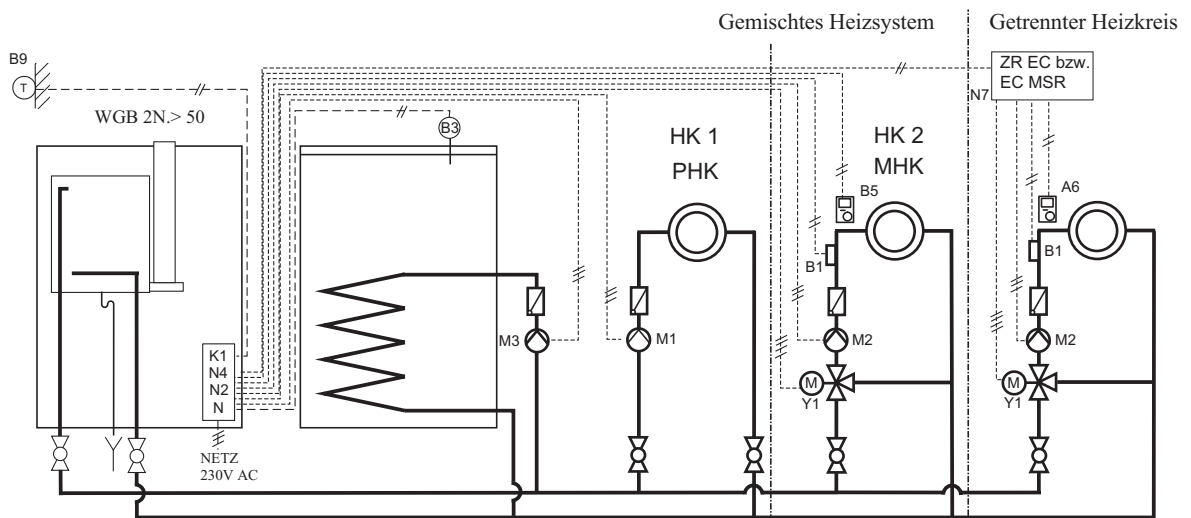 Gemischtes Heizsystem
Getrennter Heizkreis
B9
T
WGB 2N.> 50
B3
ZR EC bzw.
EC MSR
N7
HK 1
PHK
HK 2
MHK
B5
A6
B1
B1
M3
M1
M2
M2
K1
N4
N2
N
M
Y1
M
Y1
NETZ
230V AC